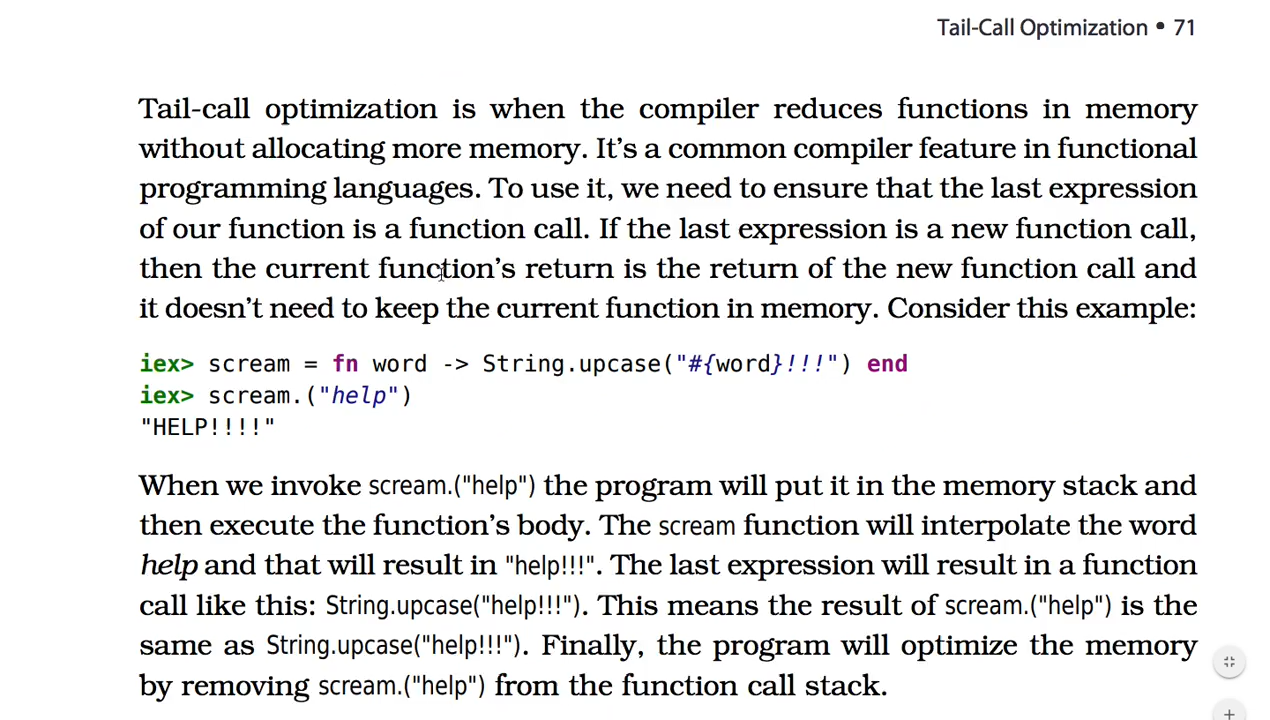 Tail-Call Optimization • 71
Tail-call optimization is when the compiler reduces functions in memory
without allocating more memory. It’s a common compiler feature in functional
programming languages. To use it, we need to ensure that the last expression
of our function is a function call. If the last expression is a new function call,
then the current function’s return is the return of the new function call and
it doesn’t need to keep the current function in memory. Consider this example:
iex> scream = fn word -> String.upcase("#{word}!!!") end
iex> scream.("help")
"HELP!!!!"
When we invoke scream.("help") the program will put it in the memory stack and
then execute the function’s body. The scream function will interpolate the word
help and that will result in "help!!!". The last expression will result in a function
call like this: String.upcase("help!!!"). This means the result of scream.("help") is the
same as String.upcase("help!!!"). Finally, the program will optimize the memory
by removing scream.("help") from the function call stack.